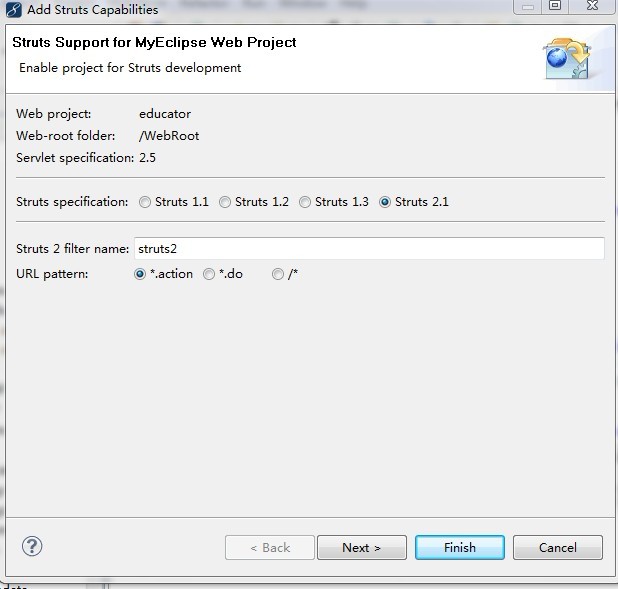 Add Struts Capabilities
Struts Support for MyEclipse Web Project
Enable project for Struts development
Web project: educator
Web-root folder: /WebRoot
Servlet specification: 2.5
Struts specification: Struts 1.1 Struts 1.2 Struts 1.3 Struts 2.1
Struts 2 filter name: struts2
URL pattern: *.action *.do /*
? < Back Next > Finish Cancel